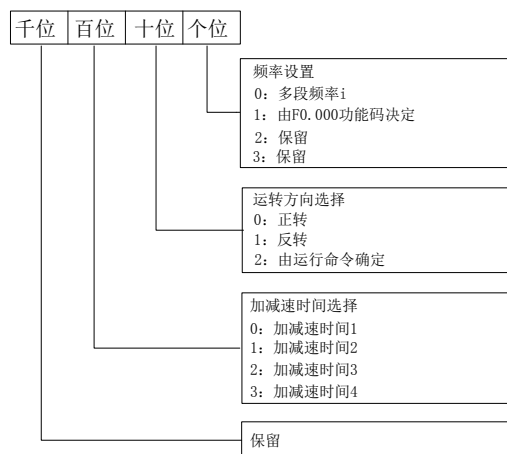 千位 百位 十位 个位
频率设置
0: 多段频率i
1: 由F0.000功能码决定
2: 保留
3: 保留
运转方向选择
0: 正转
1: 反转
2: 由运行命令确定
加减速时间选择
0: 加减速时间1
1: 加减速时间2
2: 加减速时间3
3: 加减速时间4
保留